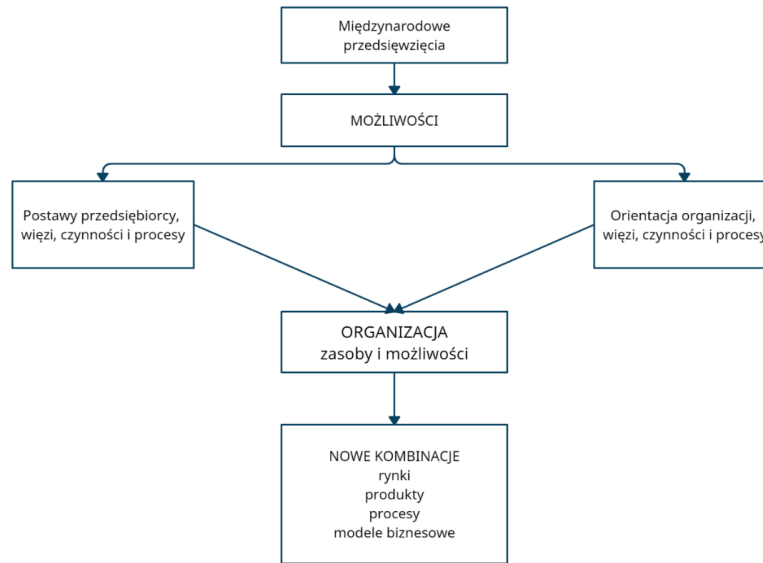 Międzynarodowe
przedsięwzięcia
MOŻLIWOŚCI
Postawy przedsiębiorcy,
więzi, czynności i procesy
Orientacja organizacji,
więzi, czynności i procesy
ORGANIZACJA
zasoby i możliwości
NOWE KOMBINACJE
rynki
produkty
procesy
modele biznesowe